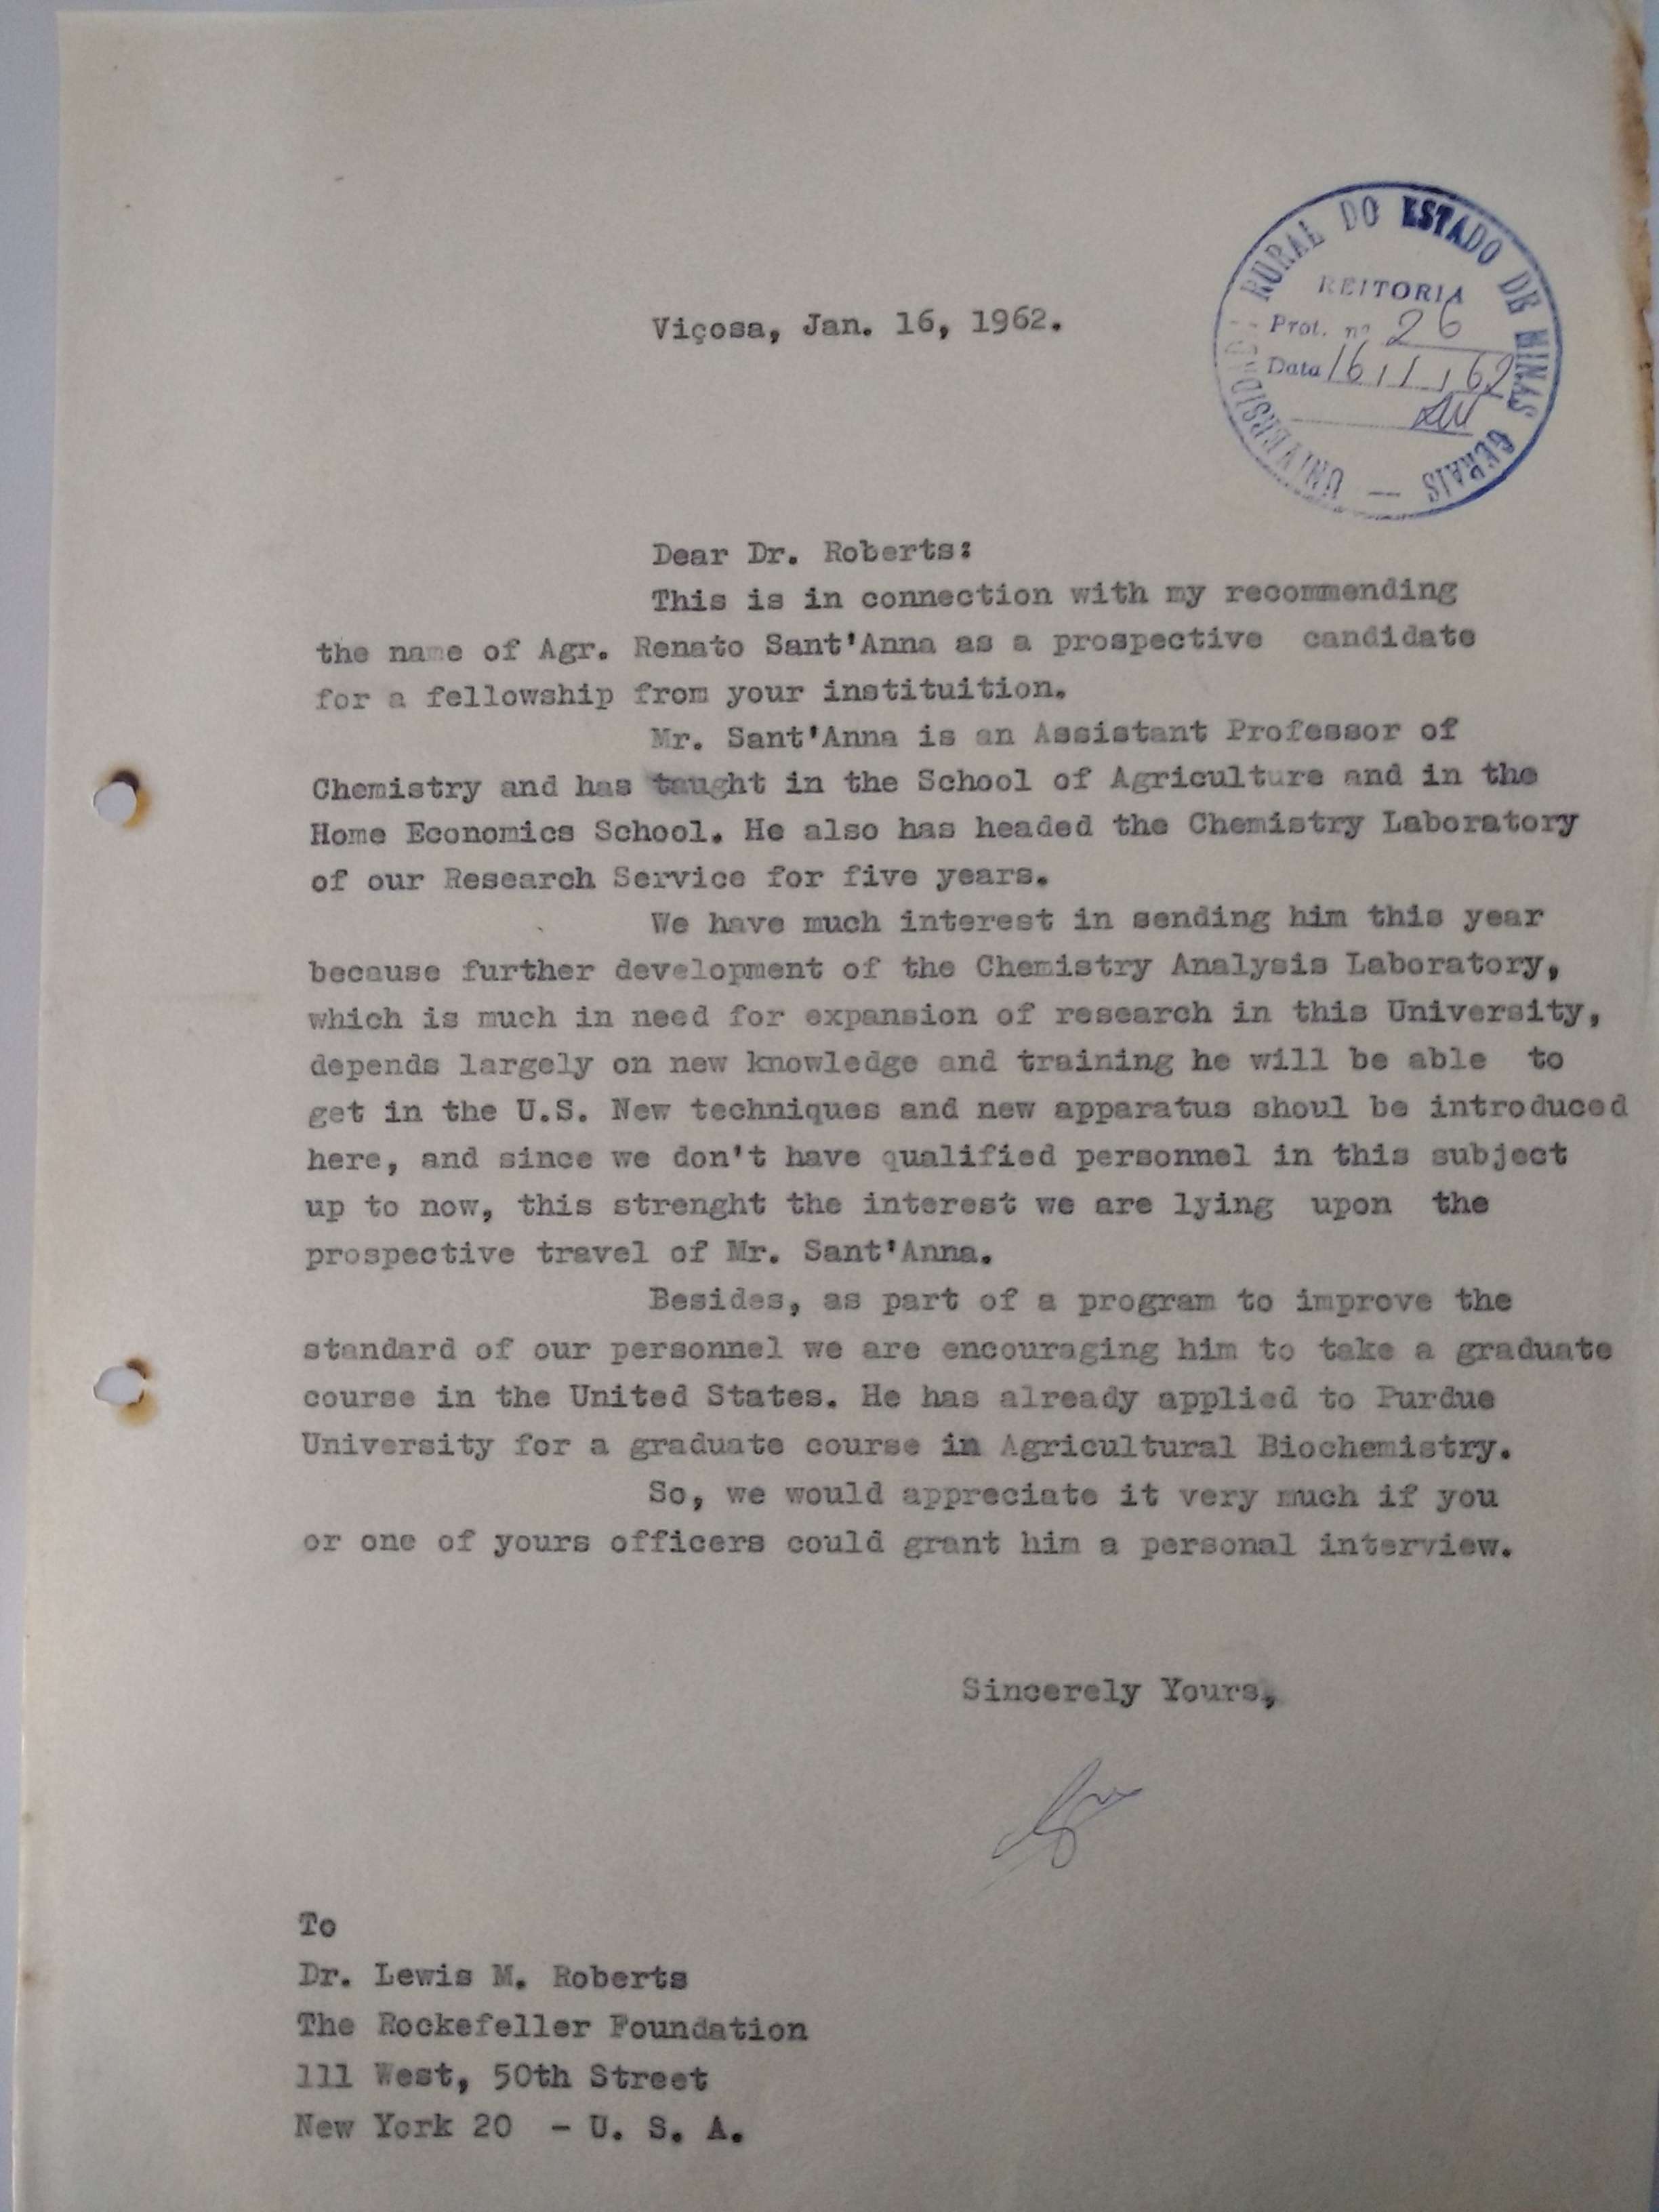 UNIVERSIDADE RURAL DO ESTADO DE MINAS GERAIS —
REITORIA
Prot. nº 26
Data 16/1/62
Viçosa, Jan. 16, 1962.
Dear Dr. Roberts:
This is in connection with my recommending
the name of Agr. Renato Sant'Anna as a prospective candidate
for a fellowship from your instituition.
Mr. Sant'Anna is an Assistant Professor of
Chemistry and has taught in the School of Agriculture and in the
Home Economics School. He also has headed the Chemistry Laboratory
of our Research Service for five years.
We have much interest in sending him this year
because further development of the Chemistry Analysis Laboratory,
which is much in need for expansion of research in this University,
depends largely on new knowledge and training he will be able to
get in the U.S. New techniques and new apparatus shoul be introduced
here, and since we don't have qualified personnel in this subject
up to now, this strenght the interest we are lying upon the
prospective travel of Mr. Sant'Anna.
Besides, as part of a program to improve the
standard of our personnel we are encouraging him to take a graduate
course in the United States. He has already applied to Purdue
University for a graduate course in Agricultural Biochemistry.
So, we would appreciate it very much if you
or one of yours officers could grant him a personal interview.
Sincerely Yours,
To
Dr. Lewis M. Roberts
The Rockefeller Foundation
111 West, 50th Street
New York 20 - U. S. A.